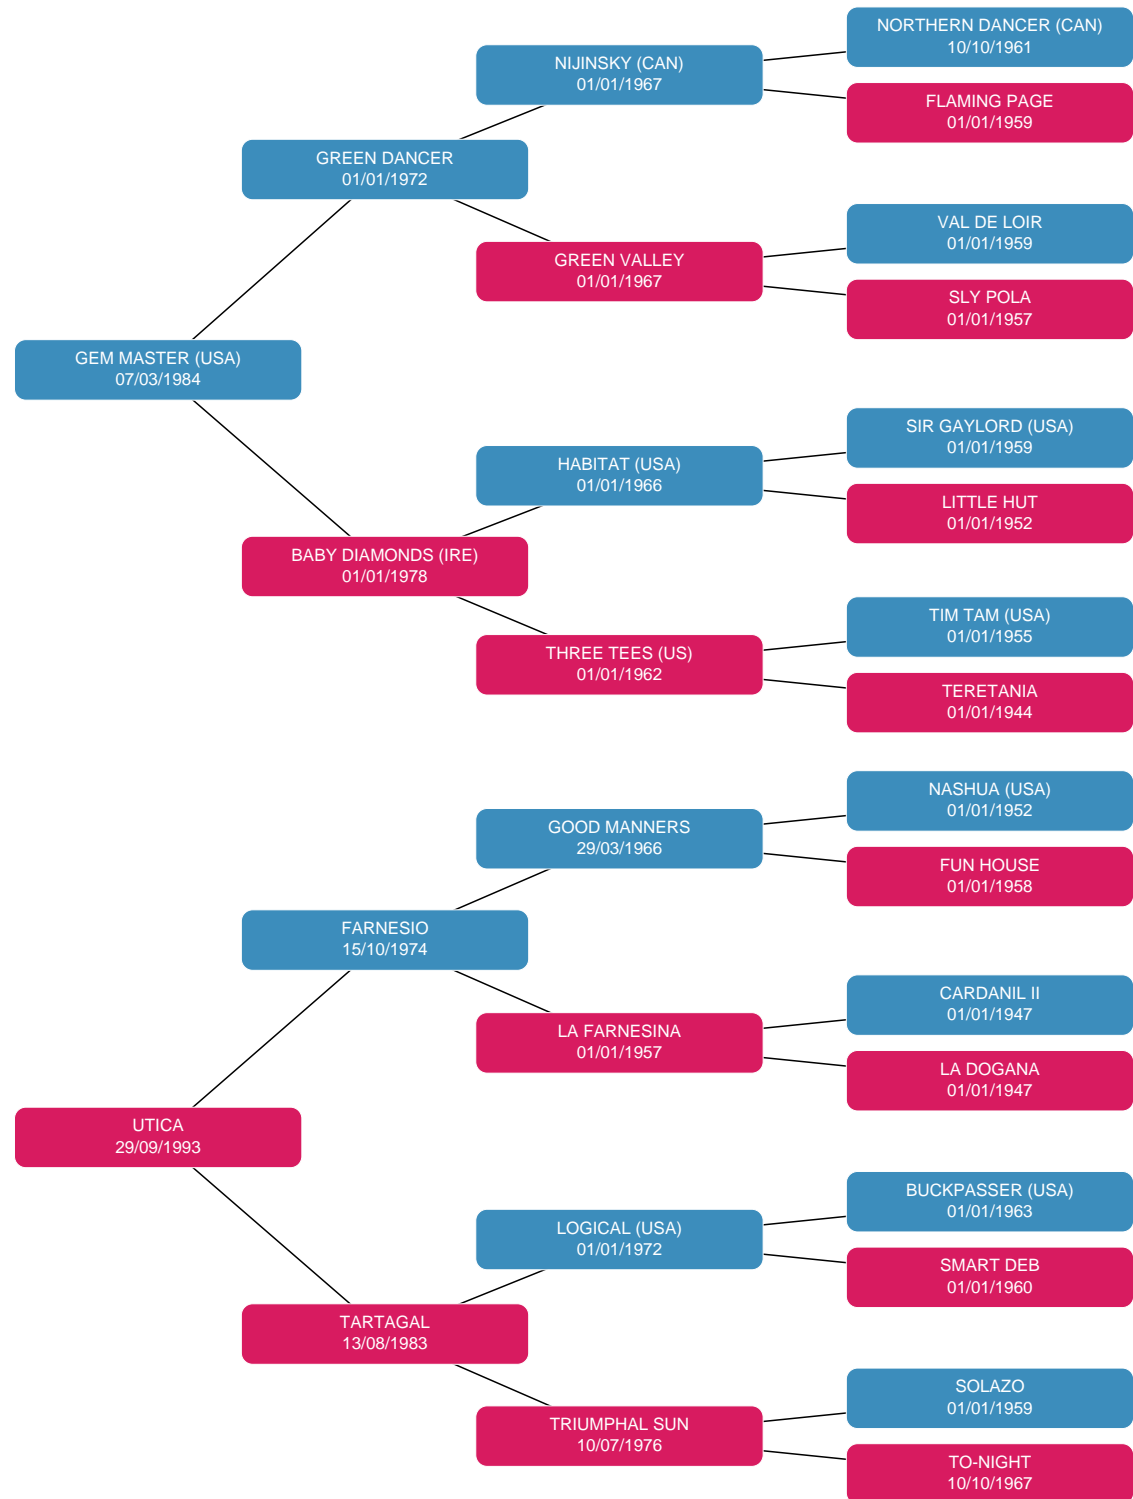 NORTHERN DANCER (CAN)
10/10/1961
NIJINSKY (CAN)
01/01/1967
FLAMING PAGE
01/01/1959
GREEN DANCER
01/01/1972
VAL DE LOIR
01/01/1959
GREEN VALLEY
01/01/1967
SLY POLA
01/01/1957
GEM MASTER (USA)
07/03/1984
SIR GAYLORD (USA)
01/01/1959
HABITAT (USA)
01/01/1966
LITTLE HUT
01/01/1952
BABY DIAMONDS (IRE)
01/01/1978
TIM TAM (USA)
01/01/1955
THREE TEES (US)
01/01/1962
TERETANIA
01/01/1944
NASHUA (USA)
01/01/1952
GOOD MANNERS
29/03/1966
FUN HOUSE
01/01/1958
FARNESIO
15/10/1974
CARDANIL II
01/01/1947
LA FARNESINA
01/01/1957
LA DOGANA
01/01/1947
UTICA
29/09/1993
BUCKPASSER (USA)
01/01/1963
LOGICAL (USA)
01/01/1972
SMART DEB
01/01/1960
TARTAGAL
13/08/1983
SOLAZO
01/01/1959
TRIUMPHAL SUN
10/07/1976
TO-NIGHT
10/10/1967